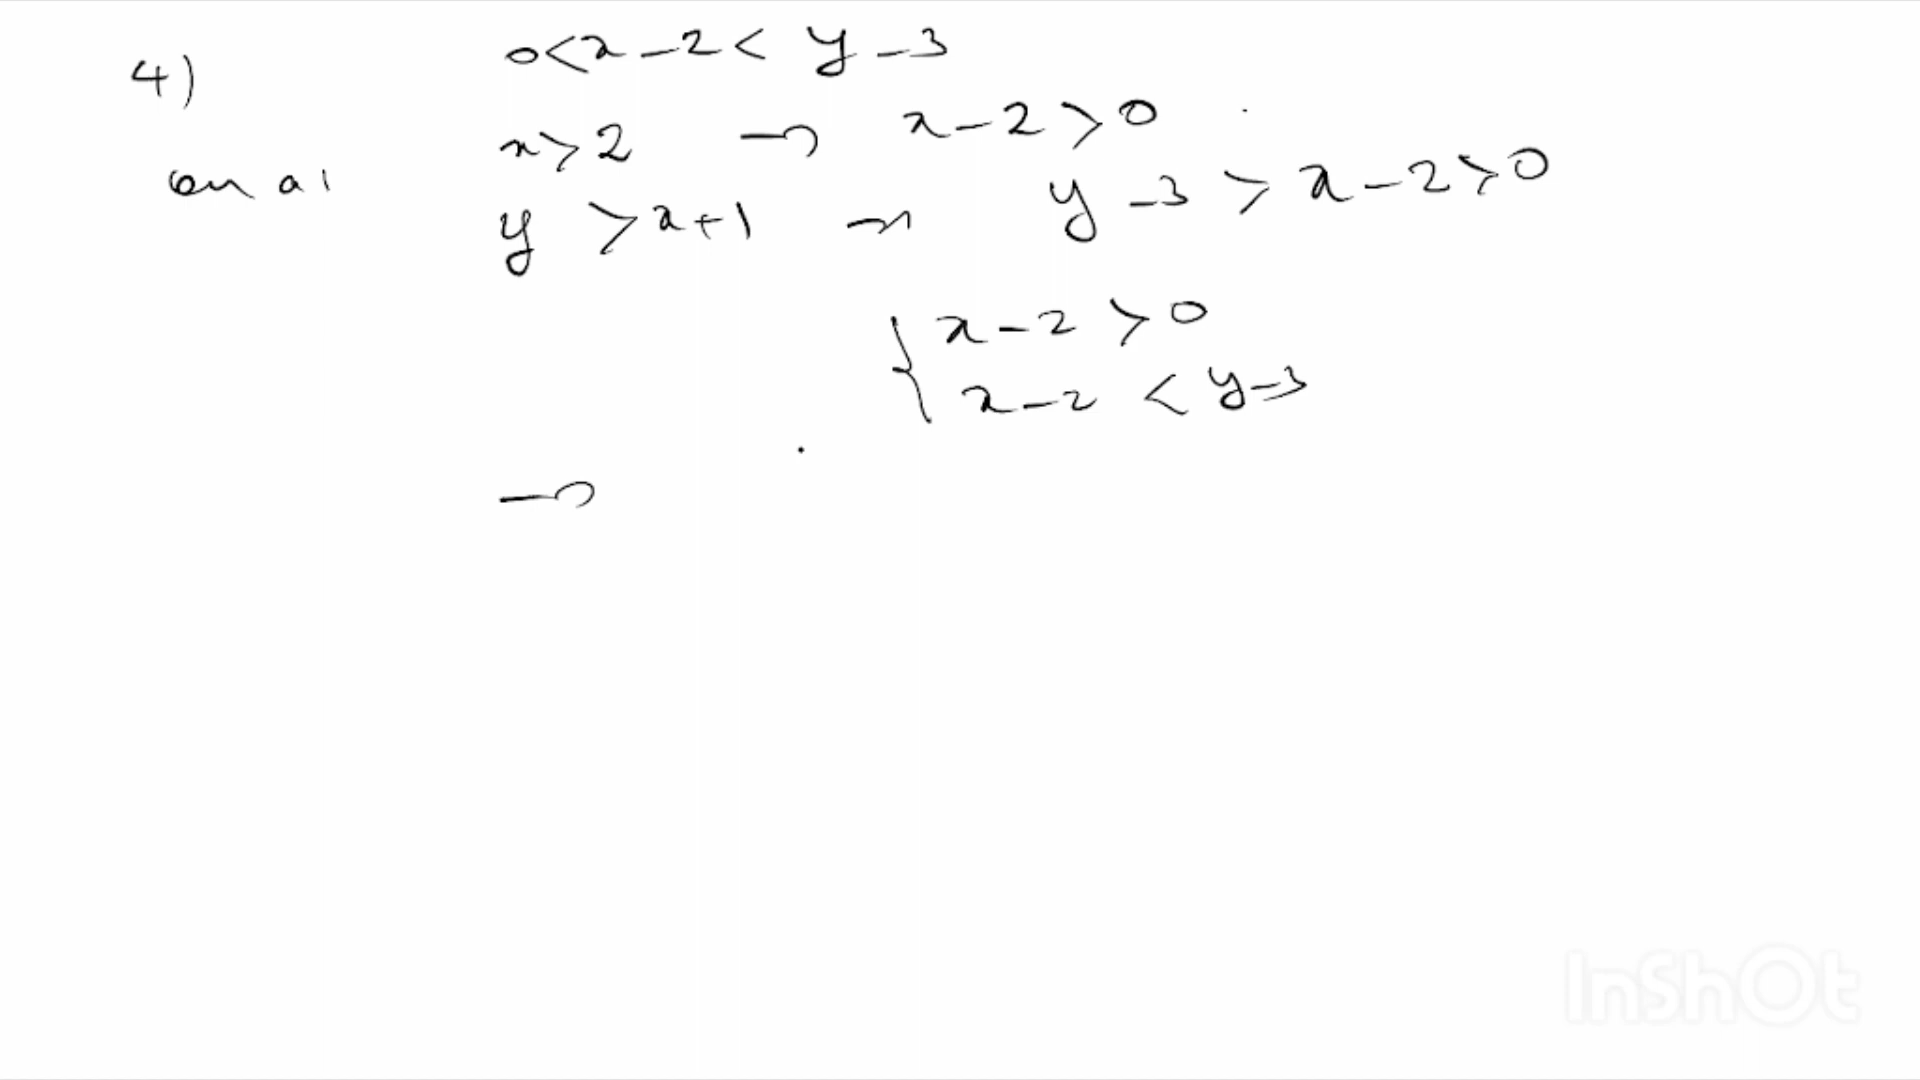 4) 0<x-2< y-3
x>2 → x-2>0
on a y >x+1 → y-3 > x-2>0
{ x-2 >0
x-2 < y-3
→
InShOt